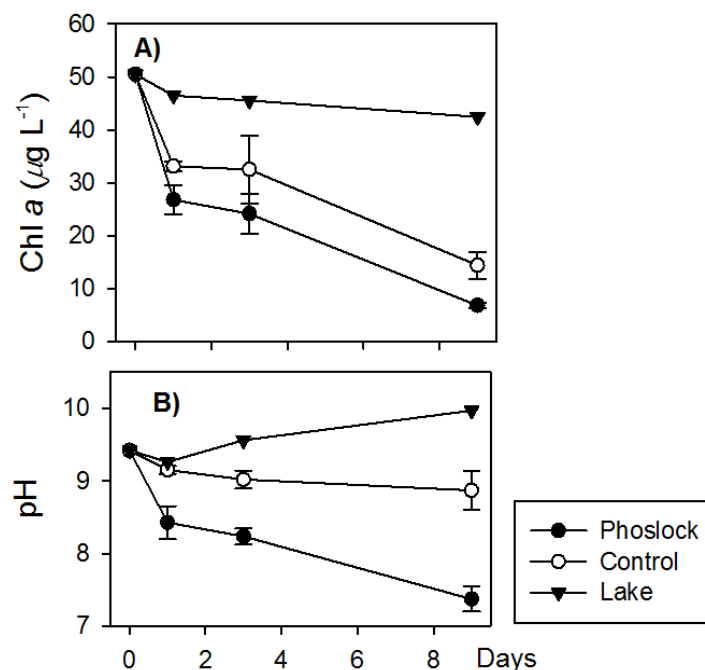 A)
Chl a (µg L⁻¹)
60
50
40
30
20
10
0
B)
pH
10
9
8
7
0 2 4 6 8 Days
Phoslock
Control
Lake